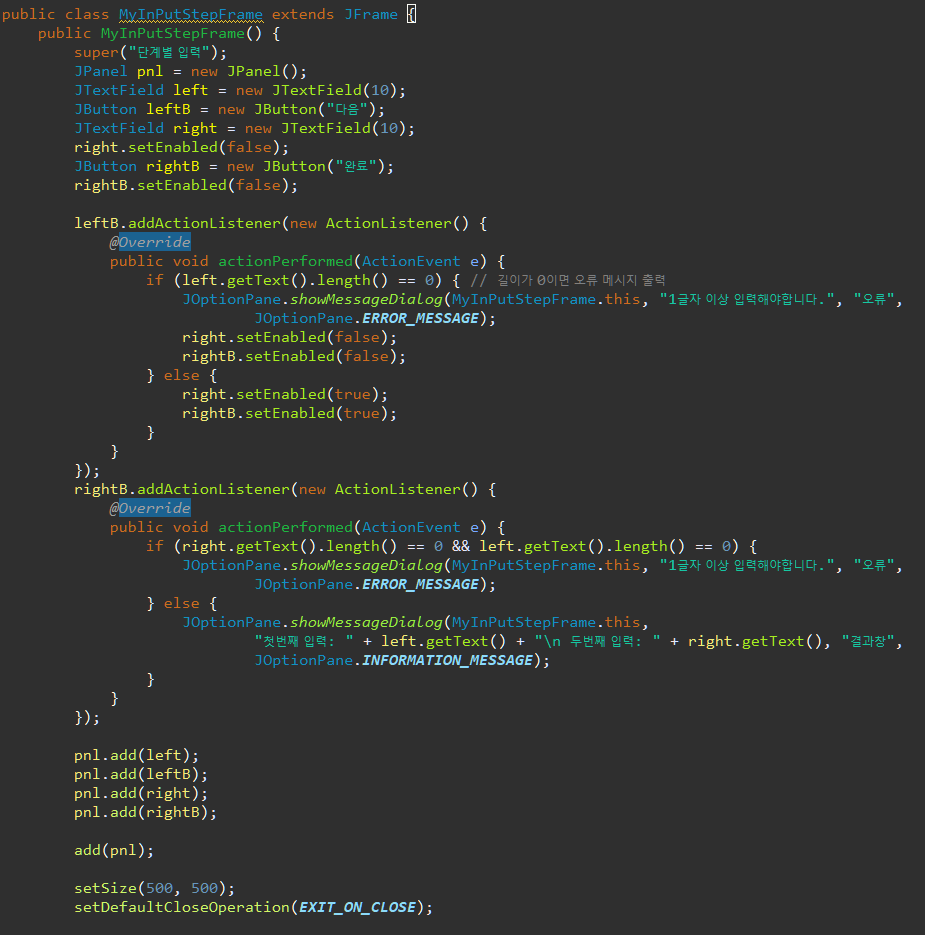 public class MyInPutStepFrame extends JFrame {
    public MyInPutStepFrame() {
        super("단계별 입력");
        JPanel pnl = new JPanel();
        JTextField left = new JTextField(10);
        JButton leftB = new JButton("다음");
        JTextField right = new JTextField(10);
        right.setEnabled(false);
        JButton rightB = new JButton("완료");
        rightB.setEnabled(false);

        leftB.addActionListener(new ActionListener() {
            @Override
            public void actionPerformed(ActionEvent e) {
                if (left.getText().length() == 0) { // 길이가 0이면 오류 메시지 출력
                    JOptionPane.showMessageDialog(MyInPutStepFrame.this, "1글자 이상 입력해야합니다.", "오류",
                            JOptionPane.ERROR_MESSAGE);
                    right.setEnabled(false);
                    rightB.setEnabled(false);
                } else {
                    right.setEnabled(true);
                    rightB.setEnabled(true);
                }
            }
        });
        rightB.addActionListener(new ActionListener() {
            @Override
            public void actionPerformed(ActionEvent e) {
                if (right.getText().length() == 0 && left.getText().length() == 0) {
                    JOptionPane.showMessageDialog(MyInPutStepFrame.this, "1글자 이상 입력해야합니다.", "오류",
                            JOptionPane.ERROR_MESSAGE);
                } else {
                    JOptionPane.showMessageDialog(MyInPutStepFrame.this,
                            "첫번째 입력: " + left.getText() + "\n 두번째 입력: " + right.getText(), "결과창",
                            JOptionPane.INFORMATION_MESSAGE);
                }
            }
        });

        pnl.add(left);
        pnl.add(leftB);
        pnl.add(right);
        pnl.add(rightB);

        add(pnl);

        setSize(500, 500);
        setDefaultCloseOperation(EXIT_ON_CLOSE);